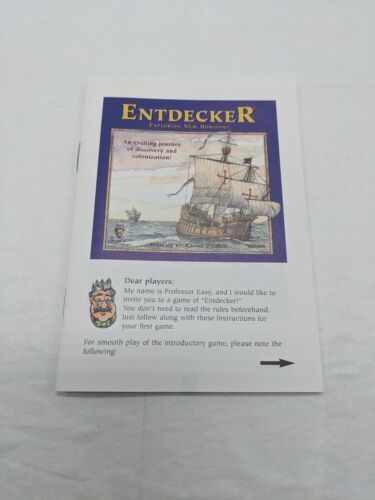 ENTDECKER
EXPLORING NEW HORIZONS
An exciting journey
of discovery and
colonization!
Dear players:
My name is Professor Easy, and I would like to
invite you to a game of "Entdecker!"
You don't need to read the rules beforehand.
Just follow along with these instructions for
your first game.
For smooth play of the introductory game, please note the
following: